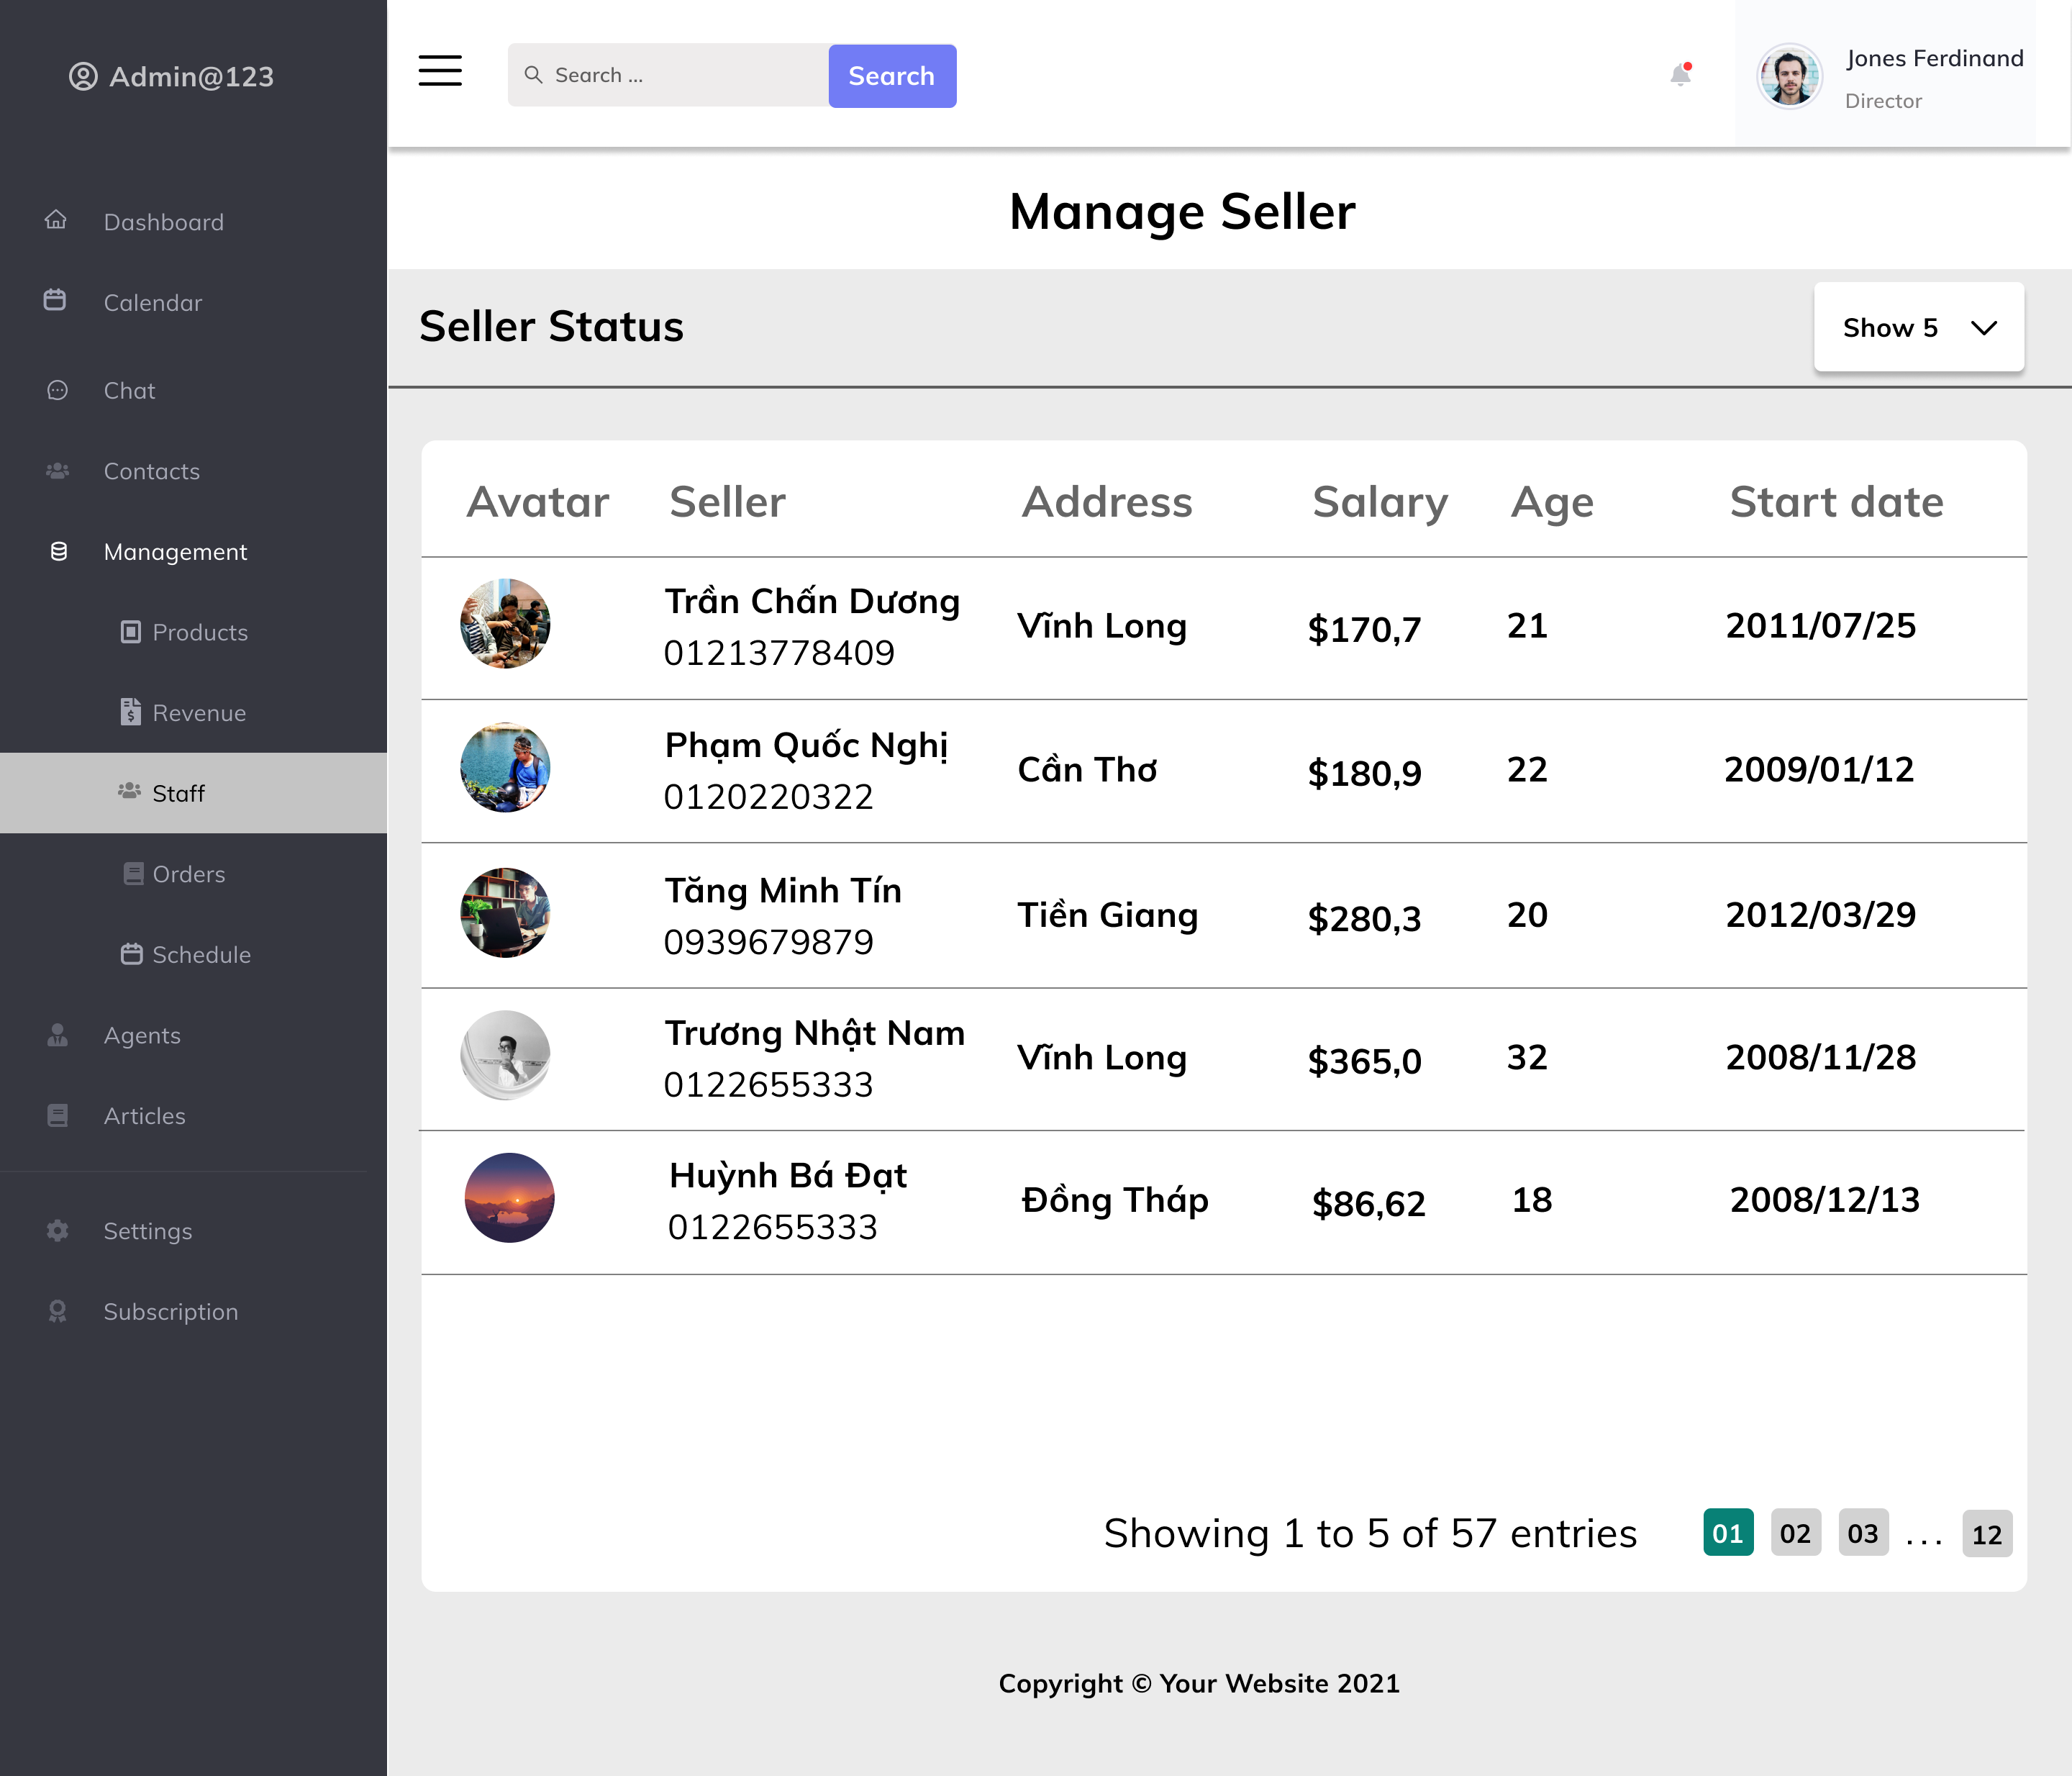 Admin@123
Dashboard
Calendar
Chat
Contacts
Management
Products
Revenue
Staff
Orders
Schedule
Agents
Articles
Settings
Subscription
Search ...
Search
Jones Ferdinand
Director
Manage Seller
Seller Status
Show 5
Avatar Seller Address Salary Age Start date
Trần Chấn Dương
01213778409
Vĩnh Long $170,7 21 2011/07/25
Phạm Quốc Nghị
0120220322
Cần Thơ $180,9 22 2009/01/12
Tăng Minh Tín
0939679879
Tiền Giang $280,3 20 2012/03/29
Trương Nhật Nam
0122655333
Vĩnh Long $365,0 32 2008/11/28
Huỳnh Bá Đạt
0122655333
Đồng Tháp $86,62 18 2008/12/13
Showing 1 to 5 of 57 entries 01 02 03 ... 12
Copyright © Your Website 2021